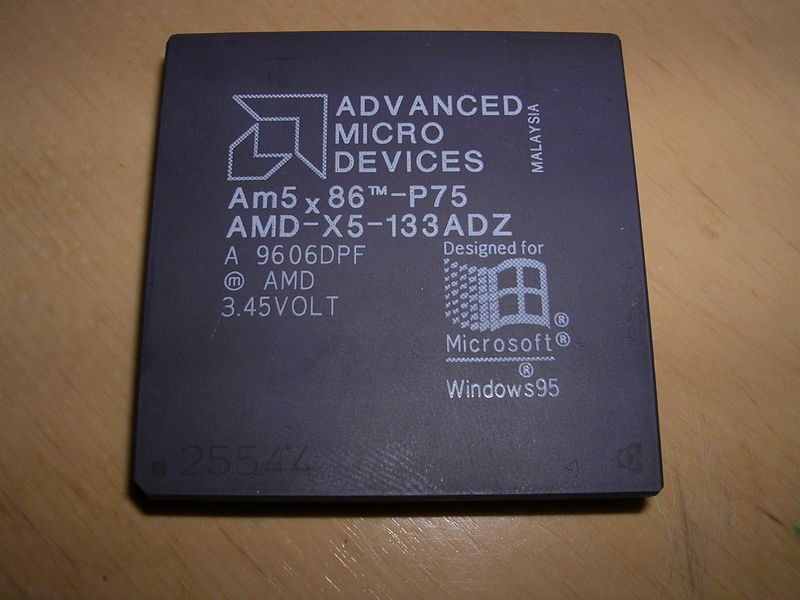 ADVANCED
MICRO
DEVICES
MALAYSIA
Am5x86™-P75
AMD-X5-133ADZ
A 9606DPF
ⓜ AMD
3.45VOLT
Designed for
®
Microsoft®
®
Windows95
25544